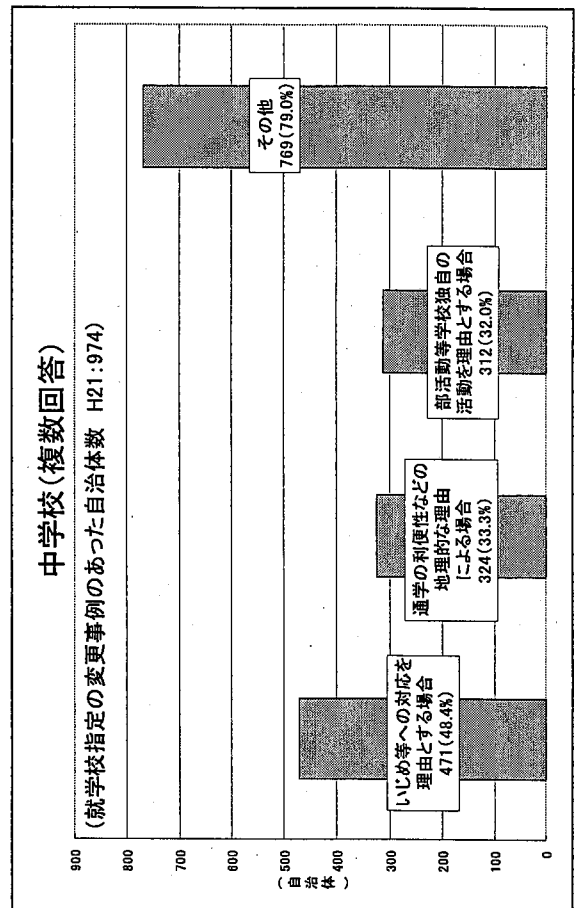 中学校(複数回答)
(就学校指定の変更事例のあった自治体数 H21:974)
900
800
700
600
500
400
300
200
100
0
(自治体)
いじめ等への対応を
理由とする場合
471(48.4%)
通学の利便性などの
地理的な理由
による場合
324(33.3%)
部活動等学校独自の
活動を理由とする場合
312(32.0%)
その他
769(79.0%)